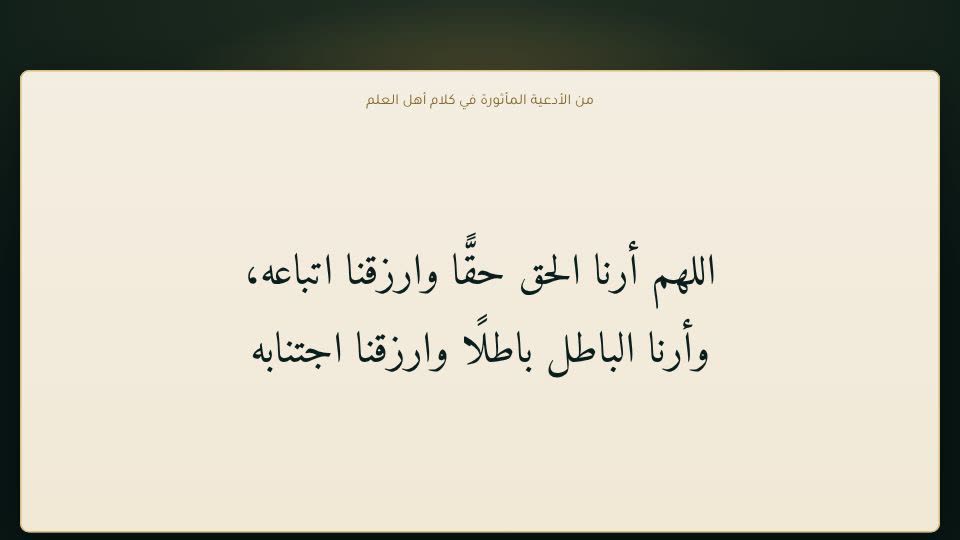 من الأدعية المأثورة في كلام أهل العلم
اللهم أرنا الحق حقًّا وارزقنا اتباعه،
وأرنا الباطل باطلًا وارزقنا اجتنابه